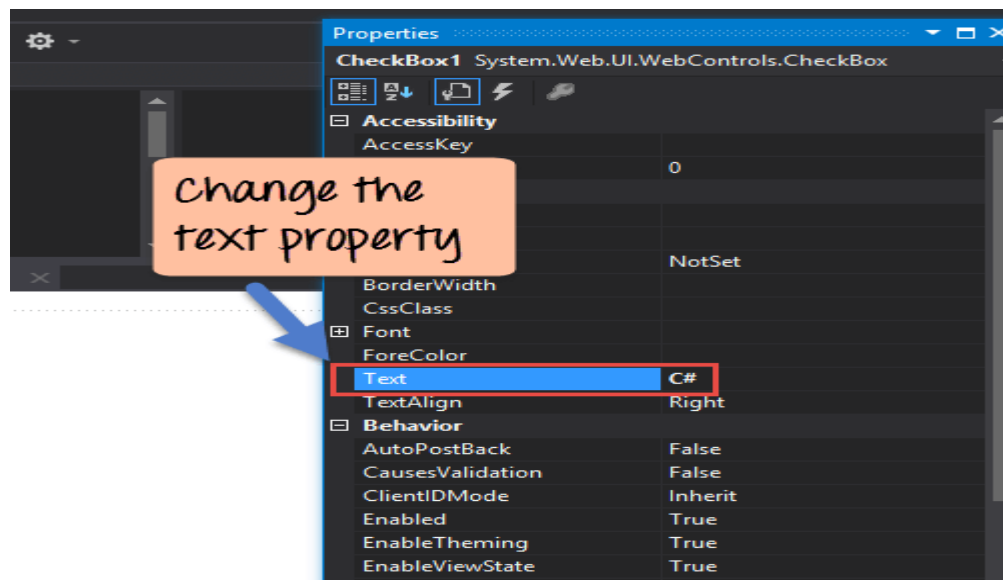 Properties
CheckBox1 System.Web.UI.WebControls.CheckBox
Accessibility
AccessKey
0
Change the
text property
NotSet
BorderWidth
CssClass
Font
ForeColor
Text C#
TextAlign Right
Behavior
AutoPostBack False
CausesValidation False
ClientIDMode Inherit
Enabled True
EnableTheming True
EnableViewState True